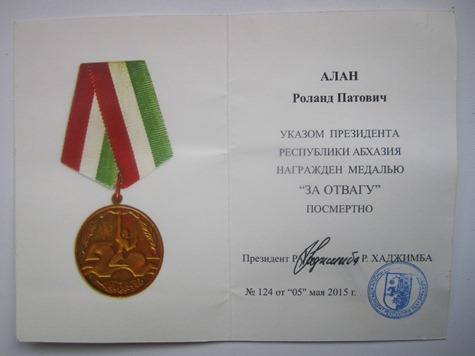 АЛАН
Роланд Патович
УКАЗОМ ПРЕЗИДЕНТА
РЕСПУБЛИКИ АБХАЗИЯ
НАГРАЖДЕН МЕДАЛЬЮ
“ЗА ОТВАГУ”
ПОСМЕРТНО
Президент Р. ХАДЖИМБА
№ 124 от “05” мая 2015 г.